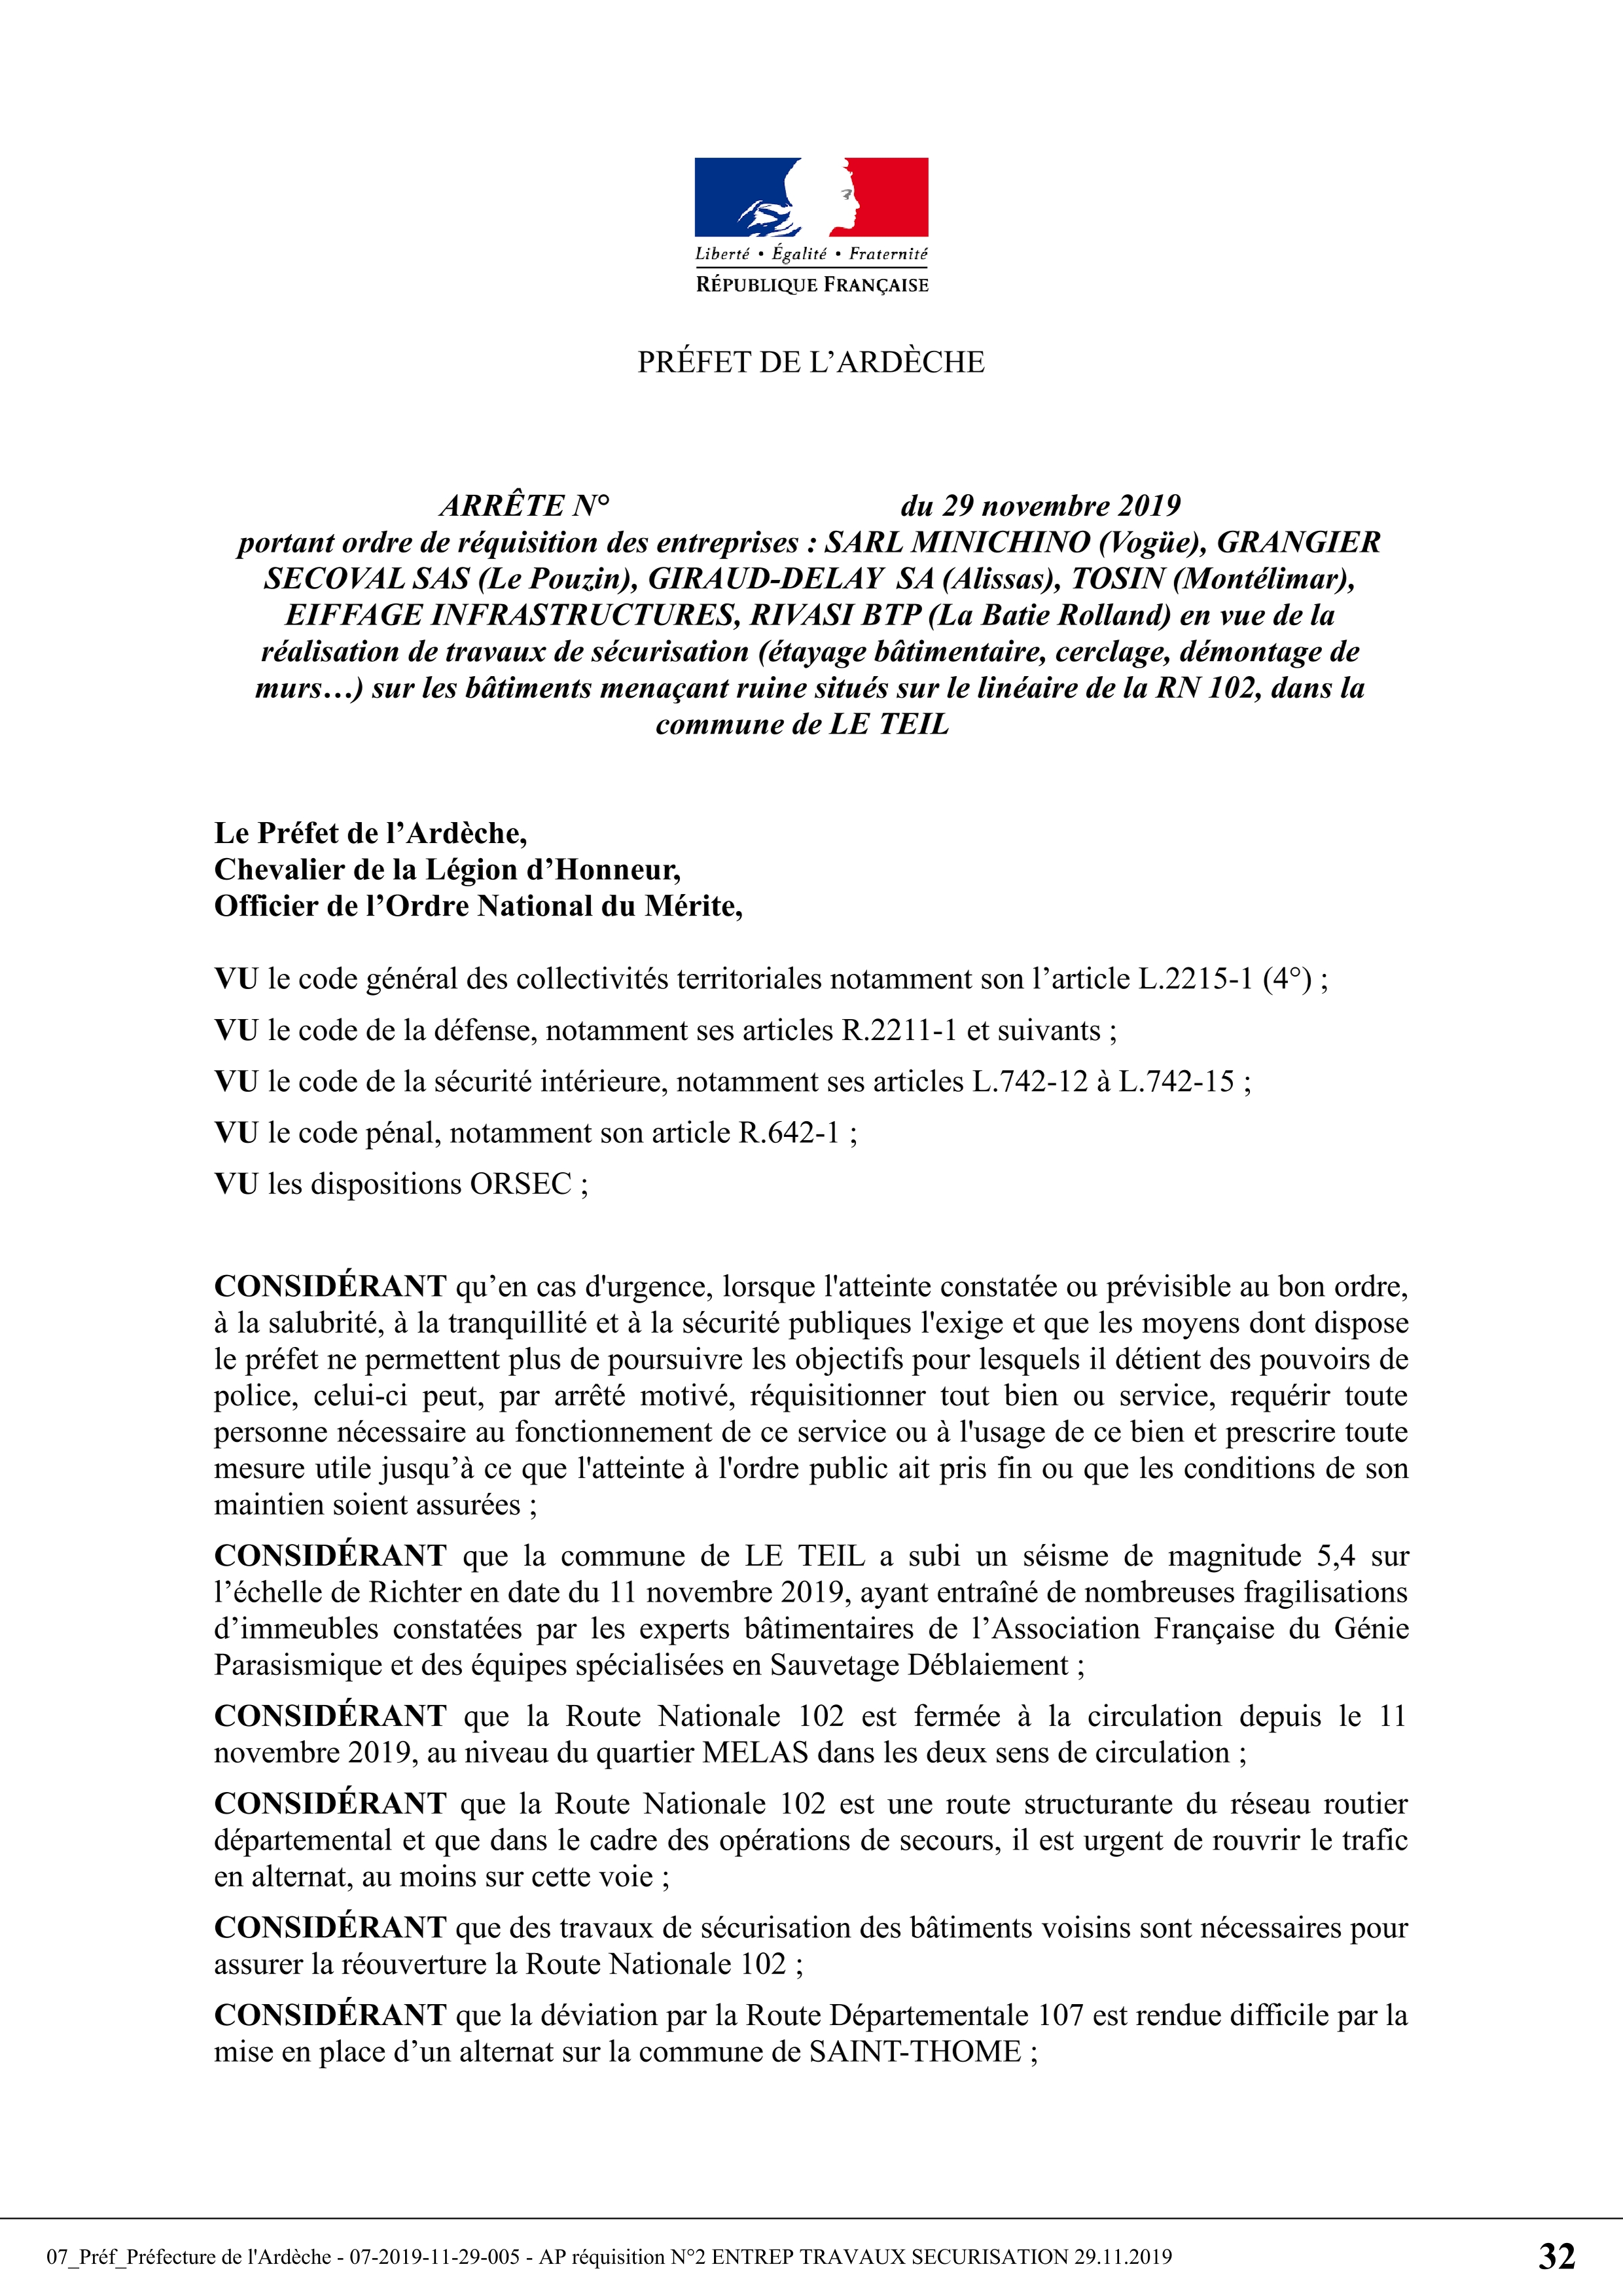 Liberté • Égalité • Fraternité
RÉPUBLIQUE FRANÇAISE
PRÉFET DE L’ARDÈCHE
ARRÊTE N° du 29 novembre 2019
portant ordre de réquisition des entreprises : SARL MINICHINO (Vogüe), GRANGIER
SECOVAL SAS (Le Pouzin), GIRAUD-DELAY SA (Alissas), TOSIN (Montélimar),
EIFFAGE INFRASTRUCTURES, RIVASI BTP (La Batie Rolland) en vue de la
réalisation de travaux de sécurisation (étayage bâtimentaire, cerclage, démontage de
murs…) sur les bâtiments menaçant ruine situés sur le linéaire de la RN 102, dans la
commune de LE TEIL
Le Préfet de l’Ardèche,
Chevalier de la Légion d’Honneur,
Officier de l’Ordre National du Mérite,
VU le code général des collectivités territoriales notamment son l’article L.2215-1 (4°) ;
VU le code de la défense, notamment ses articles R.2211-1 et suivants ;
VU le code de la sécurité intérieure, notamment ses articles L.742-12 à L.742-15 ;
VU le code pénal, notamment son article R.642-1 ;
VU les dispositions ORSEC ;
CONSIDÉRANT qu’en cas d'urgence, lorsque l'atteinte constatée ou prévisible au bon ordre,
à la salubrité, à la tranquillité et à la sécurité publiques l'exige et que les moyens dont dispose
le préfet ne permettent plus de poursuivre les objectifs pour lesquels il détient des pouvoirs de
police, celui-ci peut, par arrêté motivé, réquisitionner tout bien ou service, requérir toute
personne nécessaire au fonctionnement de ce service ou à l'usage de ce bien et prescrire toute
mesure utile jusqu’à ce que l'atteinte à l'ordre public ait pris fin ou que les conditions de son
maintien soient assurées ;
CONSIDÉRANT que la commune de LE TEIL a subi un séisme de magnitude 5,4 sur
l’échelle de Richter en date du 11 novembre 2019, ayant entraîné de nombreuses fragilisations
d’immeubles constatées par les experts bâtimentaires de l’Association Française du Génie
Parasismique et des équipes spécialisées en Sauvetage Déblaiement ;
CONSIDÉRANT que la Route Nationale 102 est fermée à la circulation depuis le 11
novembre 2019, au niveau du quartier MELAS dans les deux sens de circulation ;
CONSIDÉRANT que la Route Nationale 102 est une route structurante du réseau routier
départemental et que dans le cadre des opérations de secours, il est urgent de rouvrir le trafic
en alternat, au moins sur cette voie ;
CONSIDÉRANT que des travaux de sécurisation des bâtiments voisins sont nécessaires pour
assurer la réouverture la Route Nationale 102 ;
CONSIDÉRANT que la déviation par la Route Départementale 107 est rendue difficile par la
mise en place d’un alternat sur la commune de SAINT-THOME ;
07_Préf_Préfecture de l'Ardèche - 07-2019-11-29-005 - AP réquisition N°2 ENTREP TRAVAUX SECURISATION 29.11.2019 32